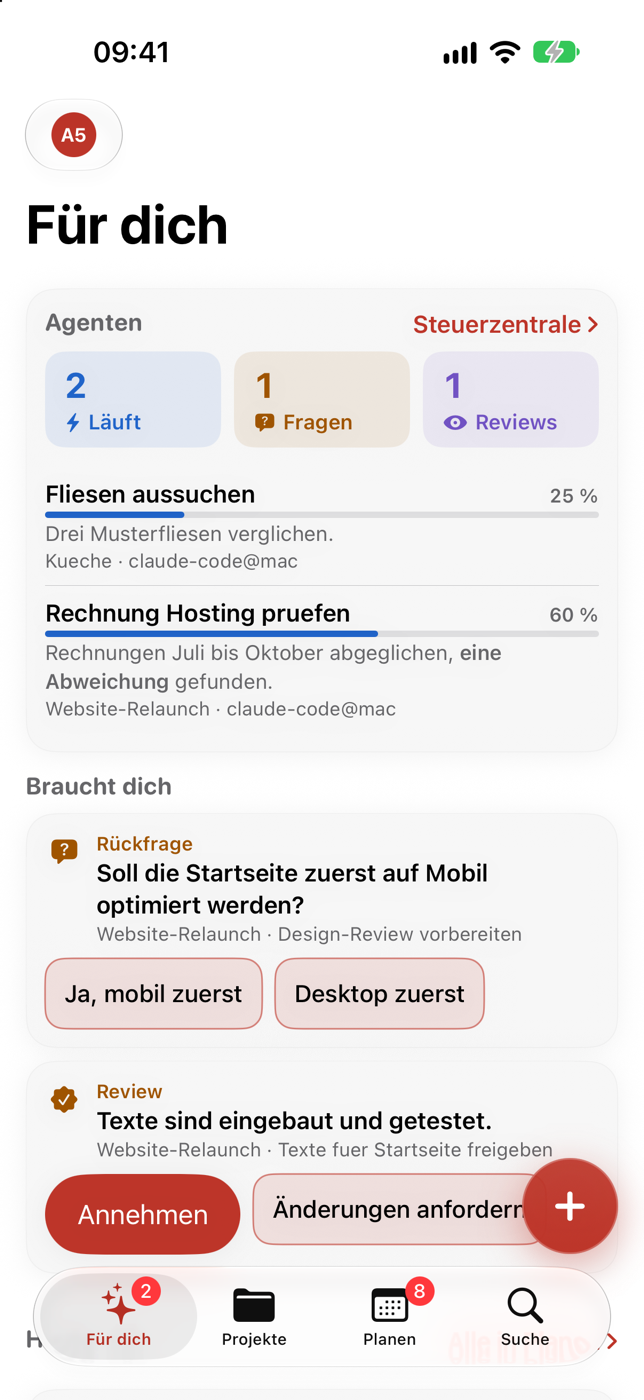 09:41
A5
Für dich
Agenten
Steuerzentrale
2
Läuft
1
Fragen
1
Reviews
Fliesen aussuchen
25 %
Drei Musterfliesen verglichen.
Kueche · claude-code@mac
Rechnung Hosting pruefen
60 %
Rechnungen Juli bis Oktober abgeglichen, eine
Abweichung gefunden.
Website-Relaunch · claude-code@mac
Braucht dich
Rückfrage
Soll die Startseite zuerst auf Mobil
optimiert werden?
Website-Relaunch · Design-Review vorbereiten
Ja, mobil zuerst
Desktop zuerst
Review
Texte sind eingebaut und getestet.
Website-Relaunch · Texte fuer Startseite freigeben
Annehmen
Änderungen anfordern
2
8
Für dich
Projekte
Planen
Suche